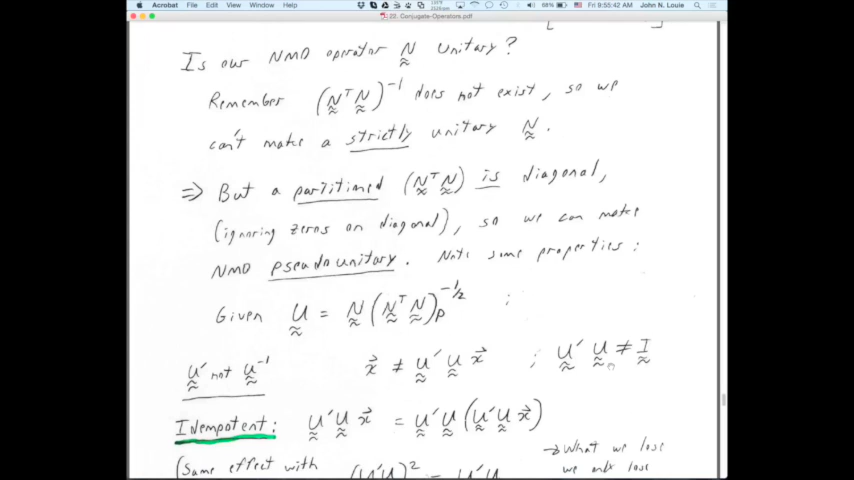 Acrobat File Edit View Window Help 68% Fri 9:55:42 AM John N. Louie
22. Conjugate-Operators.pdf
Is our NMO operator N unitary?
Remember (NᵀN)⁻¹ does not exist, so we
can't make a strictly unitary N.
⇒ But a partitioned (NᵀN) is diagonal,
(ignoring zeros on diagonal), so we can make
NMO pseudounitary. Note some properties:
Given U = N(NᵀN)p^-1/2 ;
U' not U⁻¹ x⃗ ≠ U'U x⃗ ; U'U ≠ I
Idempotent: U'U x⃗ = U'U(U'U x⃗)
→ What we lose
(Same effect with (U'U)² = U'U we only lose